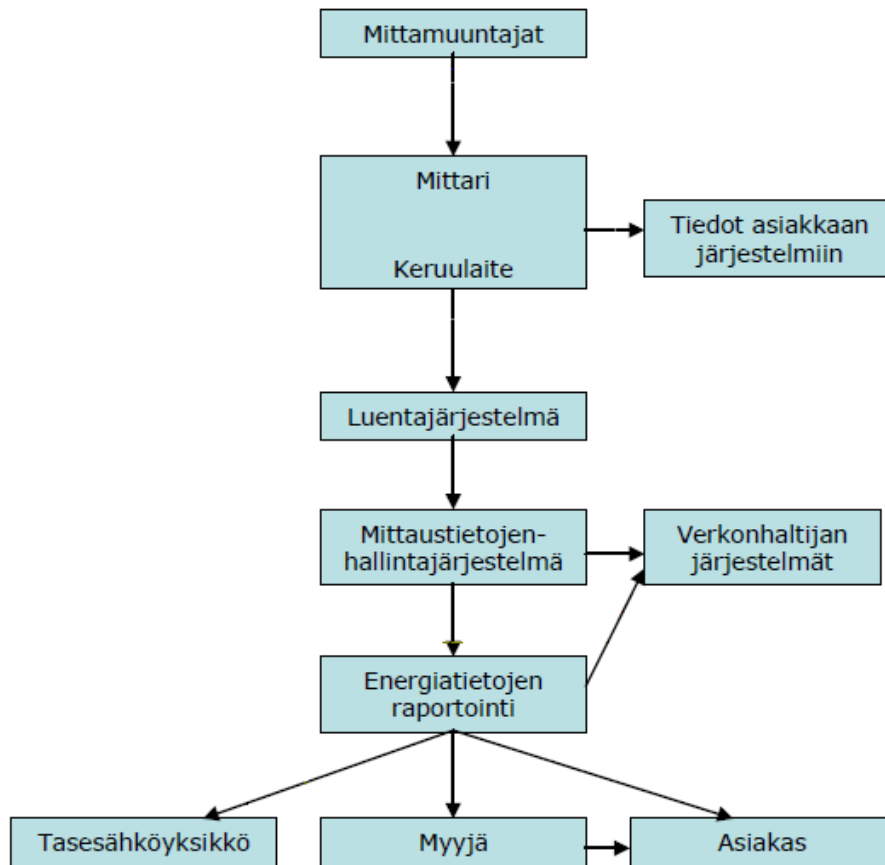 Mittamuuntajat
Mittari
Keruulaite
Tiedot asiakkaan
järjestelmiin
Luentajärjestelmä
Mittaustietojen-
hallintajärjestelmä
Verkonhaltijan
järjestelmät
Energiatietojen
raportointi
Tasesähköyksikkö
Myyjä
Asiakas